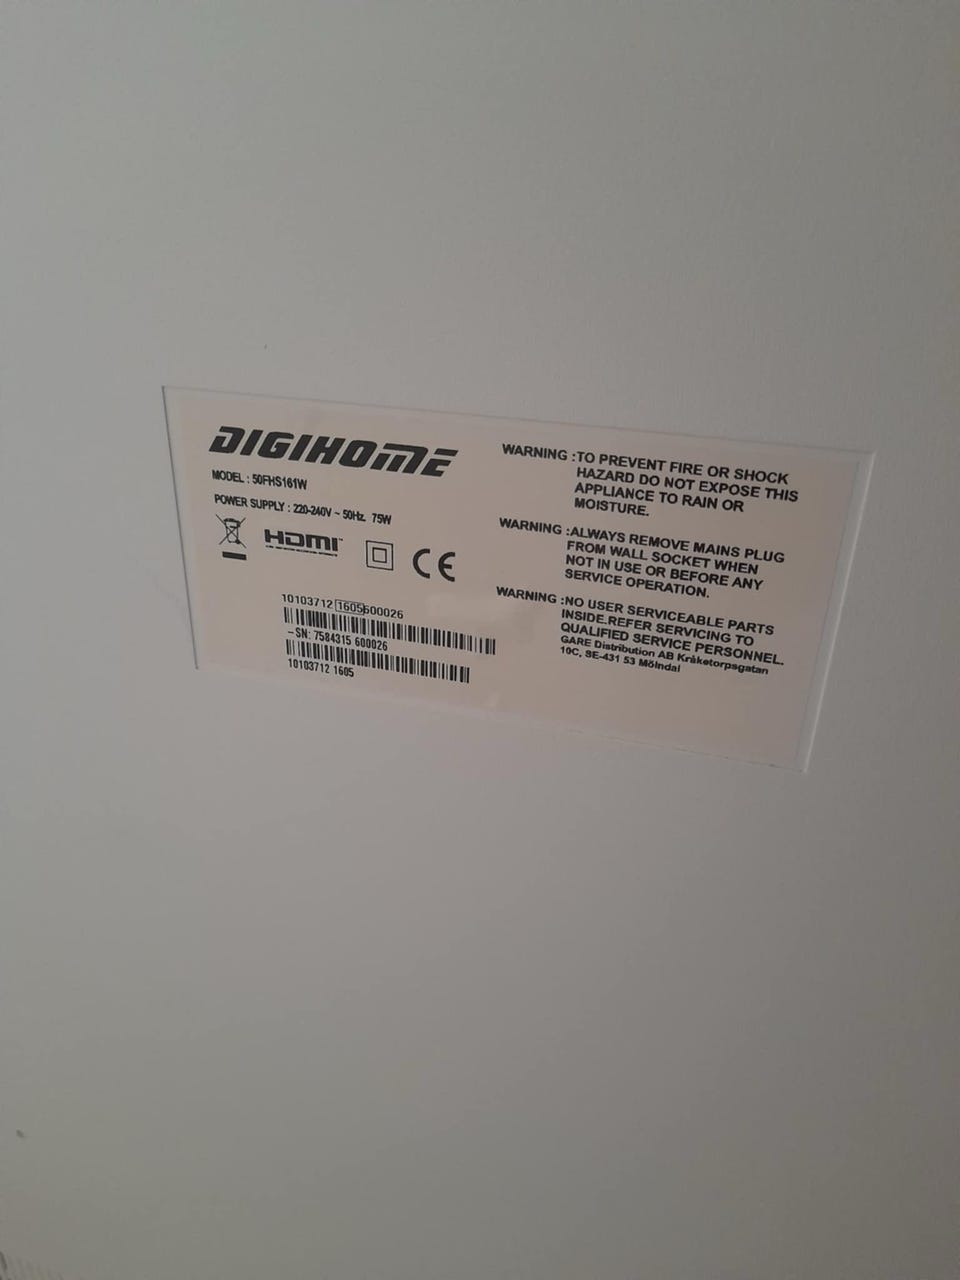 DIGIHOME
MODEL : 50FHS161W
POWER SUPPLY : 220-240V ~ 50Hz, 75W
HDMI
CE
10103712 1605 600026
-SN: 7584315 600026
10103712 1605
WARNING :TO PREVENT FIRE OR SHOCK
HAZARD DO NOT EXPOSE THIS
APPLIANCE TO RAIN OR
MOISTURE.
WARNING :ALWAYS REMOVE MAINS PLUG
FROM WALL SOCKET WHEN
NOT IN USE OR BEFORE ANY
SERVICE OPERATION.
WARNING :NO USER SERVICEABLE PARTS
INSIDE.REFER SERVICING TO
QUALIFIED SERVICE PERSONNEL.
GARE Distribution AB Kråketorpsgatan
10C, SE-431 53 Mölndal